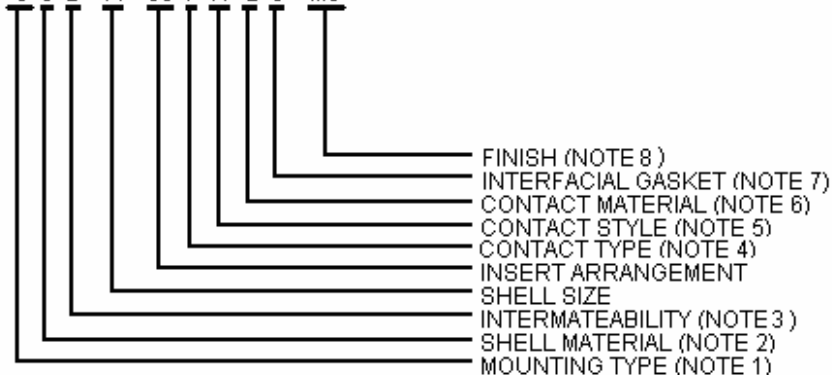 FINISH (NOTE 8 )
INTERFACIAL GASKET (NOTE 7)
CONTACT MATERIAL (NOTE 6)
CONTACT STYLE (NOTE 5)
CONTACT TYPE (NOTE 4)
INSERT ARRANGEMENT
SHELL SIZE
INTERMATEABILITY (NOTE 3 )
SHELL MATERIAL (NOTE 2)
MOUNTING TYPE (NOTE 1)